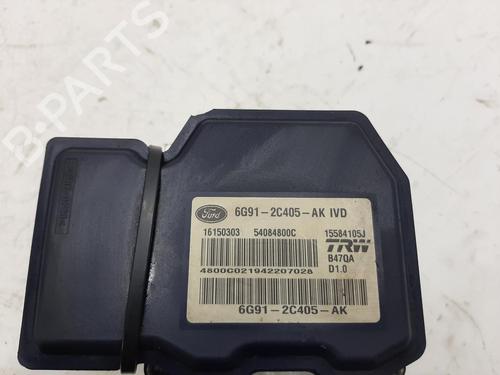 B-PARTS
Ford
6G91-2C405-AK IVD
16150303 54084800C 15584105J
TRW
B47QA
4800C021942207028 D1.0
6G91-2C405-AK